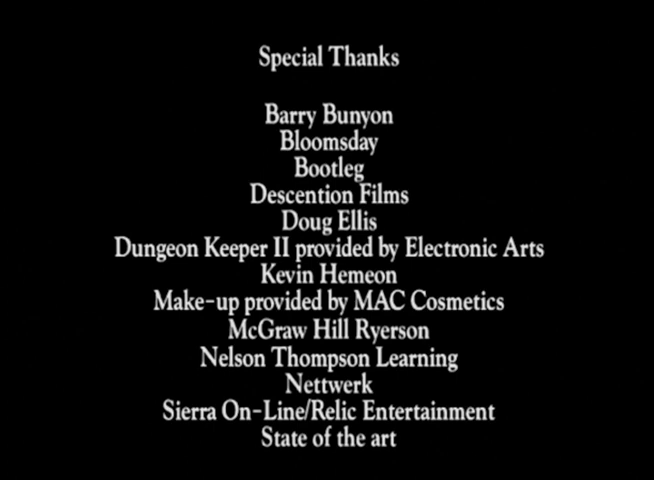 Special Thanks
Barry Bunyon
Bloomsday
Bootleg
Descention Films
Doug Ellis
Dungeon Keeper II provided by Electronic Arts
Kevin Hemeon
Make-up provided by MAC Cosmetics
McGraw Hill Ryerson
Nelson Thompson Learning
Nettwerk
Sierra On-Line/Relic Entertainment
State of the art